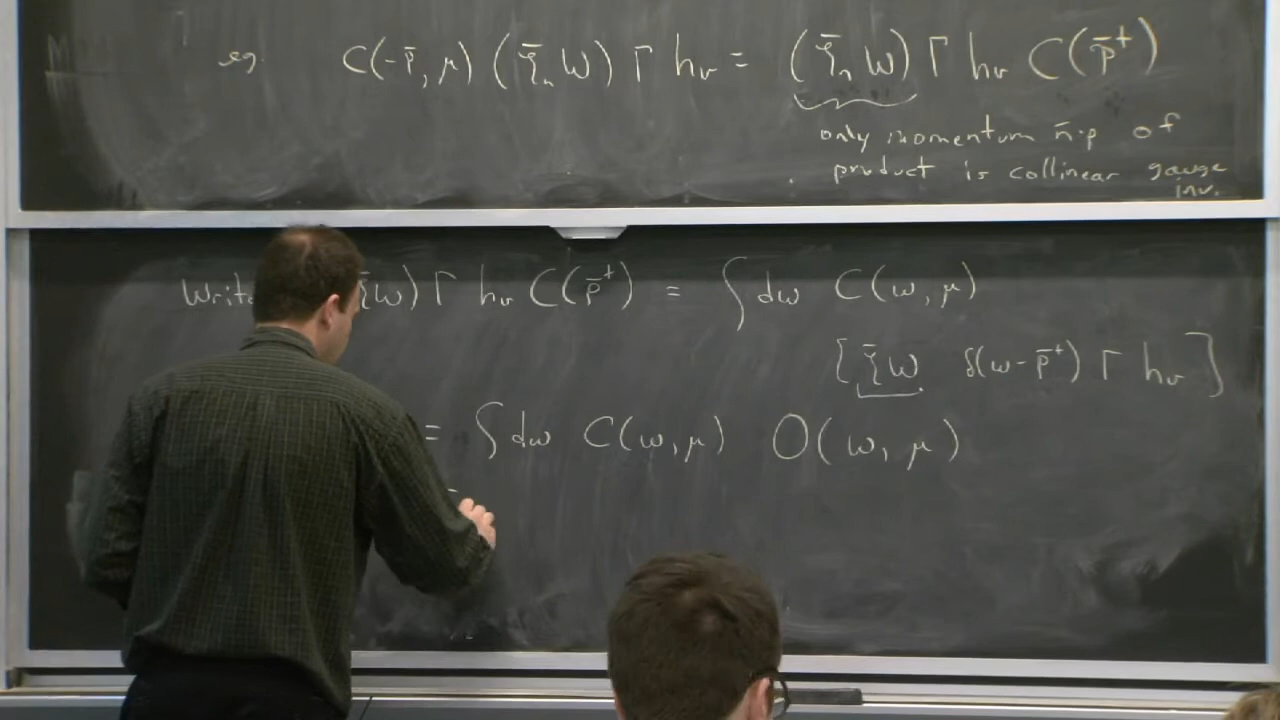 eg. C(-p̄, μ) (ξ̄ₙ W) Γ hᵥ = (ξ̄ₙ W) Γ hᵥ C(p̄⁺)
only momentum n̄·p of
product is collinear gauge
inv.
Write ξ̄W) Γ hᵥ C(p̄⁺) = ∫dω C(ω, μ)
[ξ̄W δ(ω-p̄⁺) Γ hᵥ]
= ∫dω C(ω, μ) O(ω, μ)